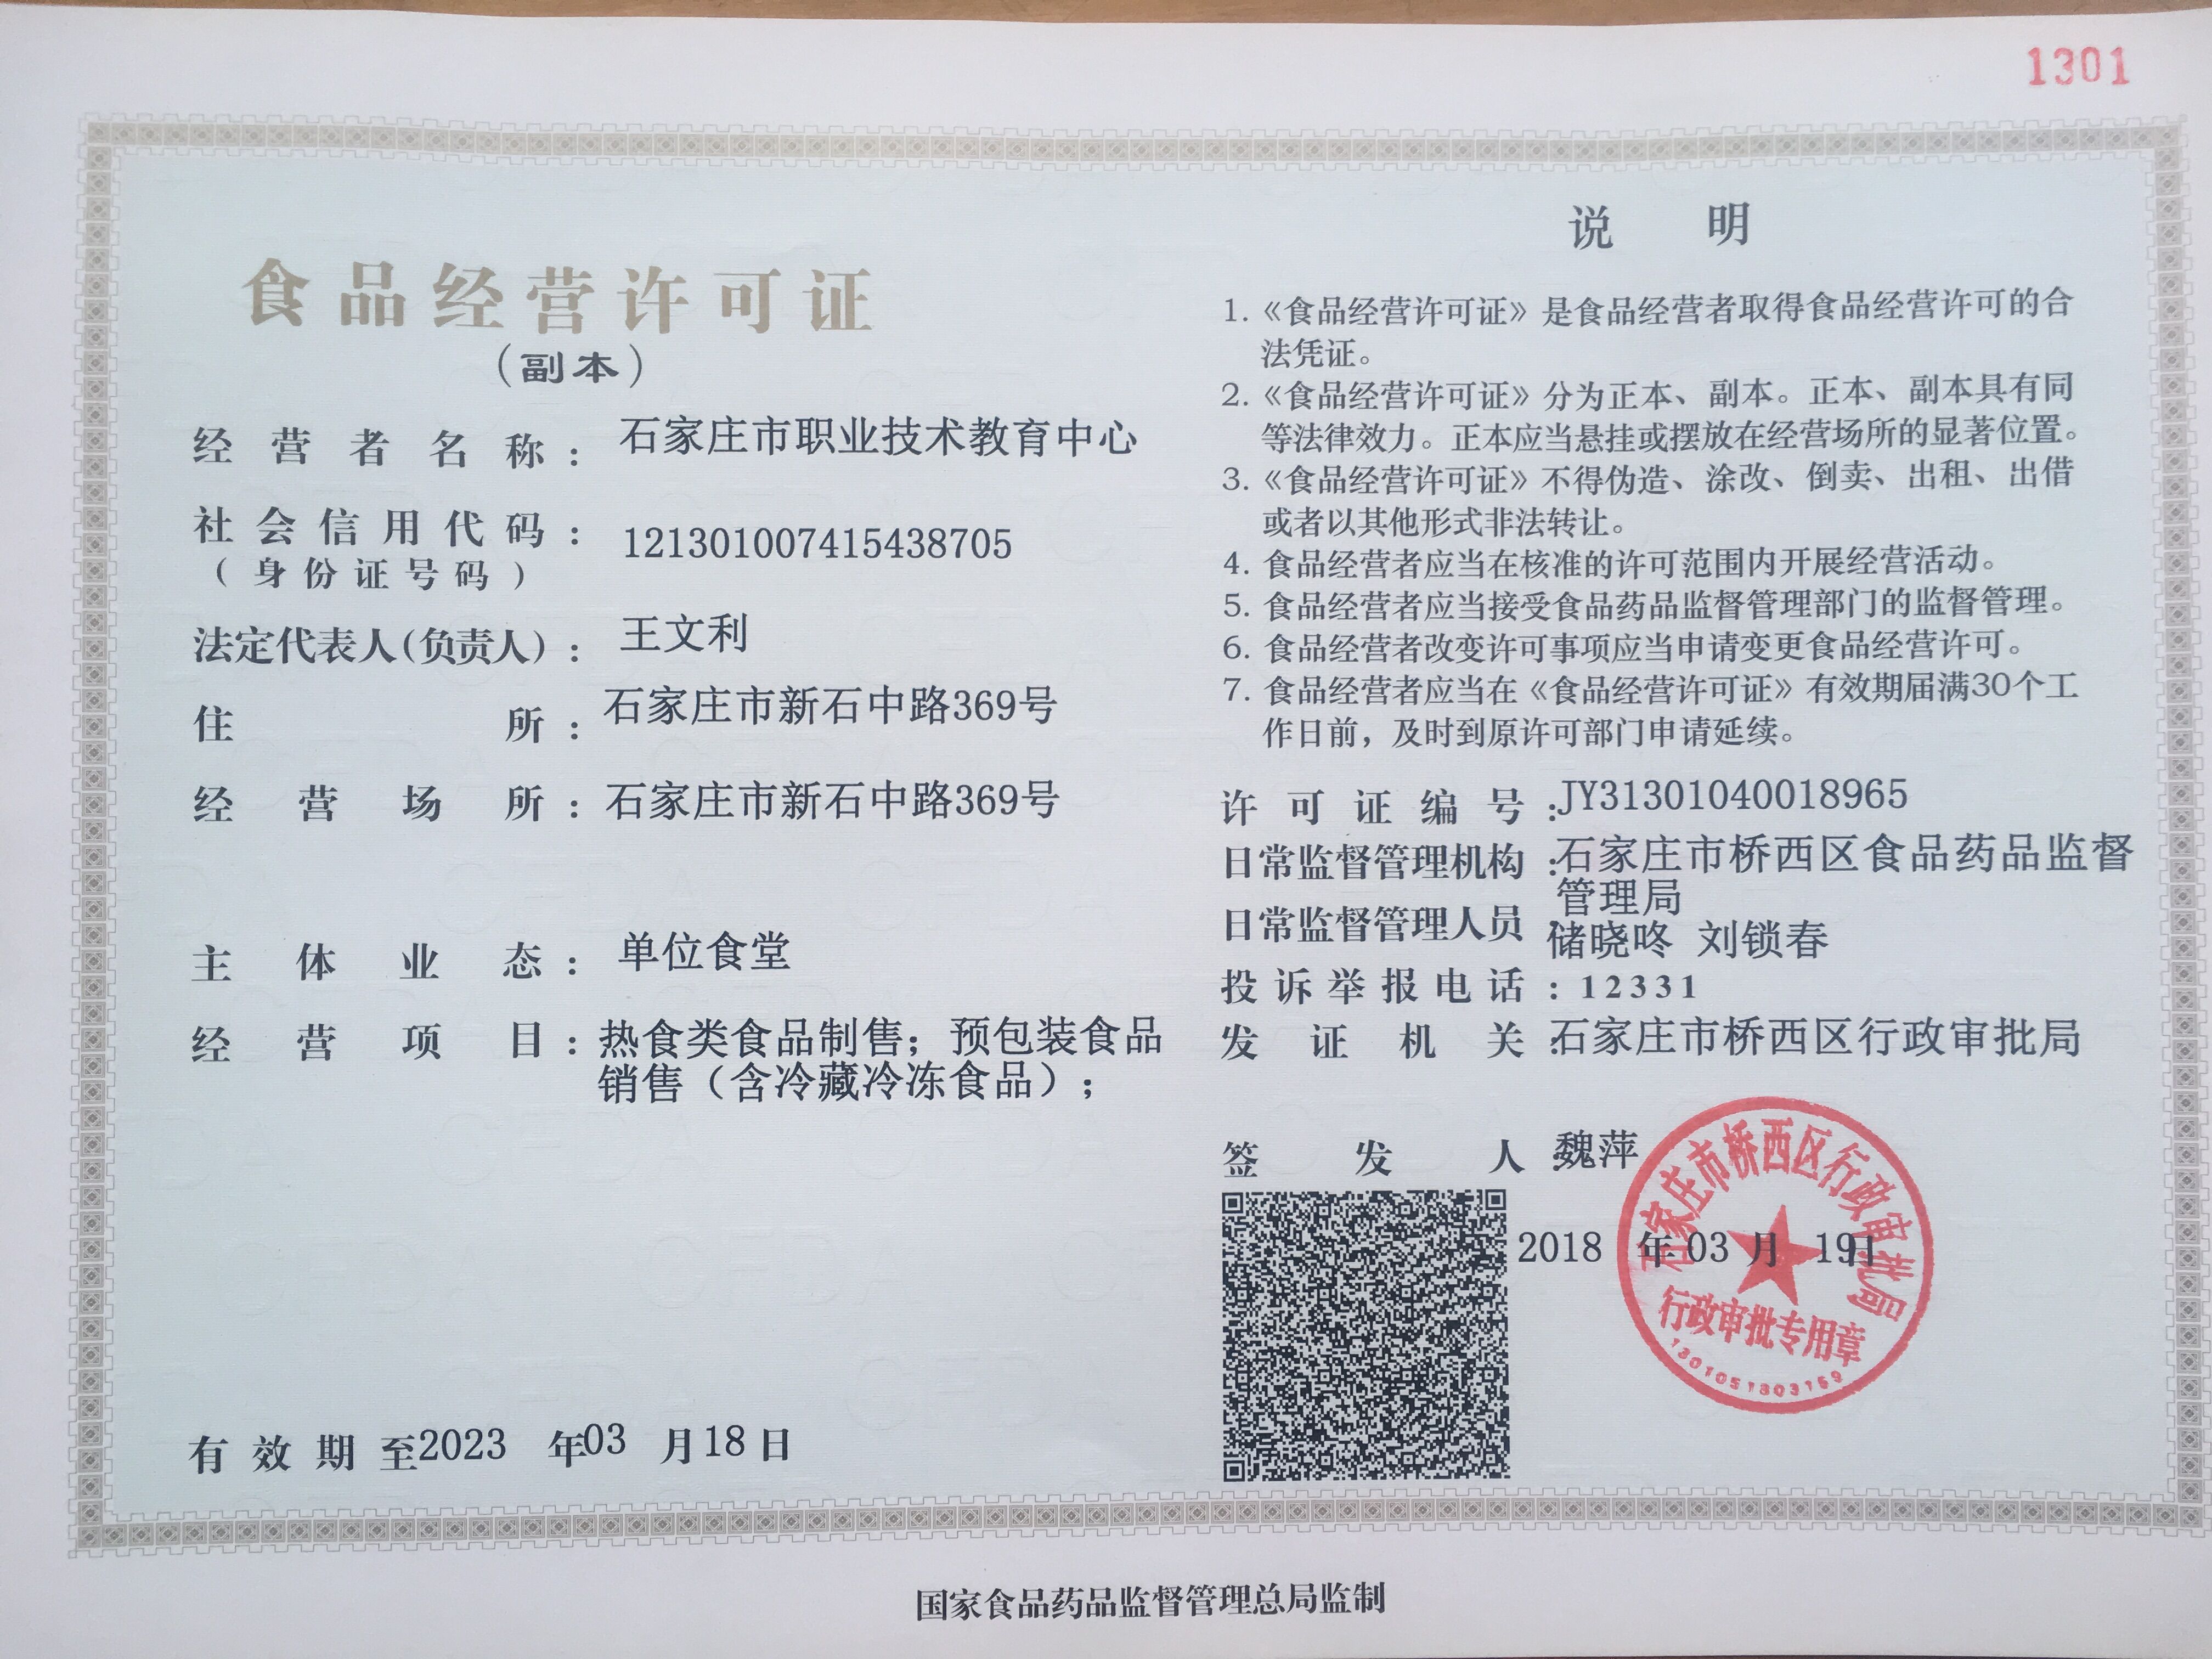 1301
食品经营许可证
（副本）
经营者名称：石家庄市职业技术教育中心
社会信用代码：121301007415438705
（身份证号码）
法定代表人(负责人)：王文利
住所：石家庄市新石中路369号
经营场所：石家庄市新石中路369号
主体业态：单位食堂
经营项目：热食类食品制售；预包装食品
销售（含冷藏冷冻食品）；
有效期至2023年03月18日
说明
1.《食品经营许可证》是食品经营者取得食品经营许可的合
法凭证。
2.《食品经营许可证》分为正本、副本。正本、副本具有同
等法律效力。正本应当悬挂或摆放在经营场所的显著位置。
3.《食品经营许可证》不得伪造、涂改、倒卖、出租、出借
或者以其他形式非法转让。
4.食品经营者应当在核准的许可范围内开展经营活动。
5.食品经营者应当接受食品药品监督管理部门的监督管理。
6.食品经营者改变许可事项应当申请变更食品经营许可。
7.食品经营者应当在《食品经营许可证》有效期届满30个工
作日前，及时到原许可部门申请延续。
许可证编号：JY31301040018965
日常监督管理机构：石家庄市桥西区食品药品监督
管理局
日常监督管理人员：储晓咚 刘锁春
投诉举报电话：12331
发证机关：石家庄市桥西区行政审批局
签发人：魏萍
2018年03月19日
石家庄市桥西区行政审批局
行政审批专用章
1301051303169
国家食品药品监督管理总局监制